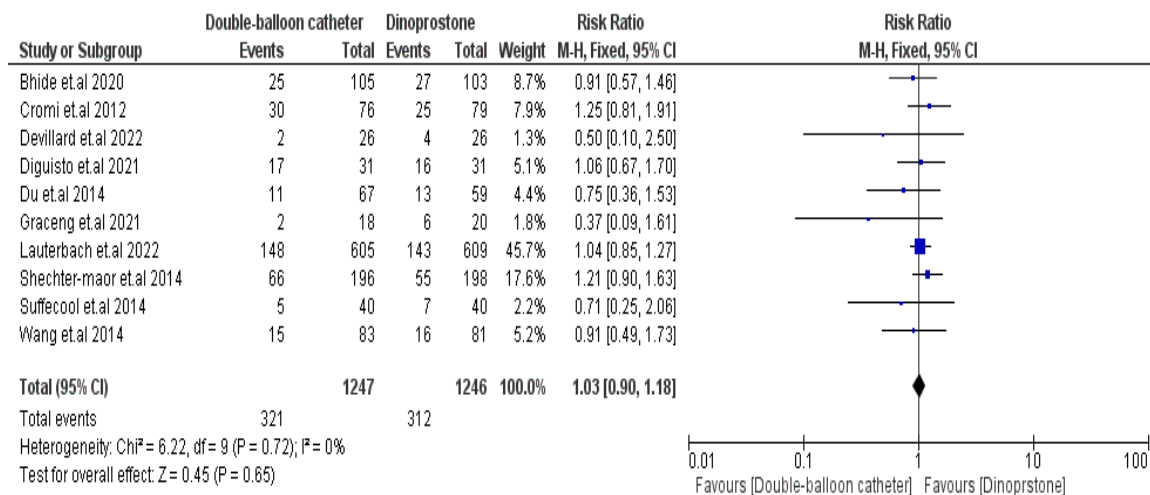 Double-balloon catheter Dinoprostone Risk Ratio Risk Ratio
Study or Subgroup Events Total Events Total Weight M-H, Fixed, 95% CI M-H, Fixed, 95% CI
Bhide et.al 2020 25 105 27 103 8.7% 0.91 [0.57, 1.46]
Cromi et.al 2012 30 76 25 79 7.9% 1.25 [0.81, 1.91]
Devillard et.al 2022 2 26 4 26 1.3% 0.50 [0.10, 2.50]
Diguisto et.al 2021 17 31 16 31 5.1% 1.06 [0.67, 1.70]
Du et.al 2014 11 67 13 59 4.4% 0.75 [0.36, 1.53]
Graceng et.al 2021 2 18 6 20 1.8% 0.37 [0.09, 1.61]
Lauterbach et.al 2022 148 605 143 609 45.7% 1.04 [0.85, 1.27]
Shechter-maor et.al 2014 66 196 55 198 17.6% 1.21 [0.90, 1.63]
Suffecool et.al 2014 5 40 7 40 2.2% 0.71 [0.25, 2.06]
Wang et.al 2014 15 83 16 81 5.2% 0.91 [0.49, 1.73]
Total (95% CI) 1247 1246 100.0% 1.03 [0.90, 1.18]
Total events 321 312
Heterogeneity: Chi² = 6.22, df = 9 (P = 0.72); I² = 0%
Test for overall effect: Z = 0.45 (P = 0.65)
0.01 0.1 1 10 100
Favours [Double-balloon catheter] Favours [Dinoprstone]